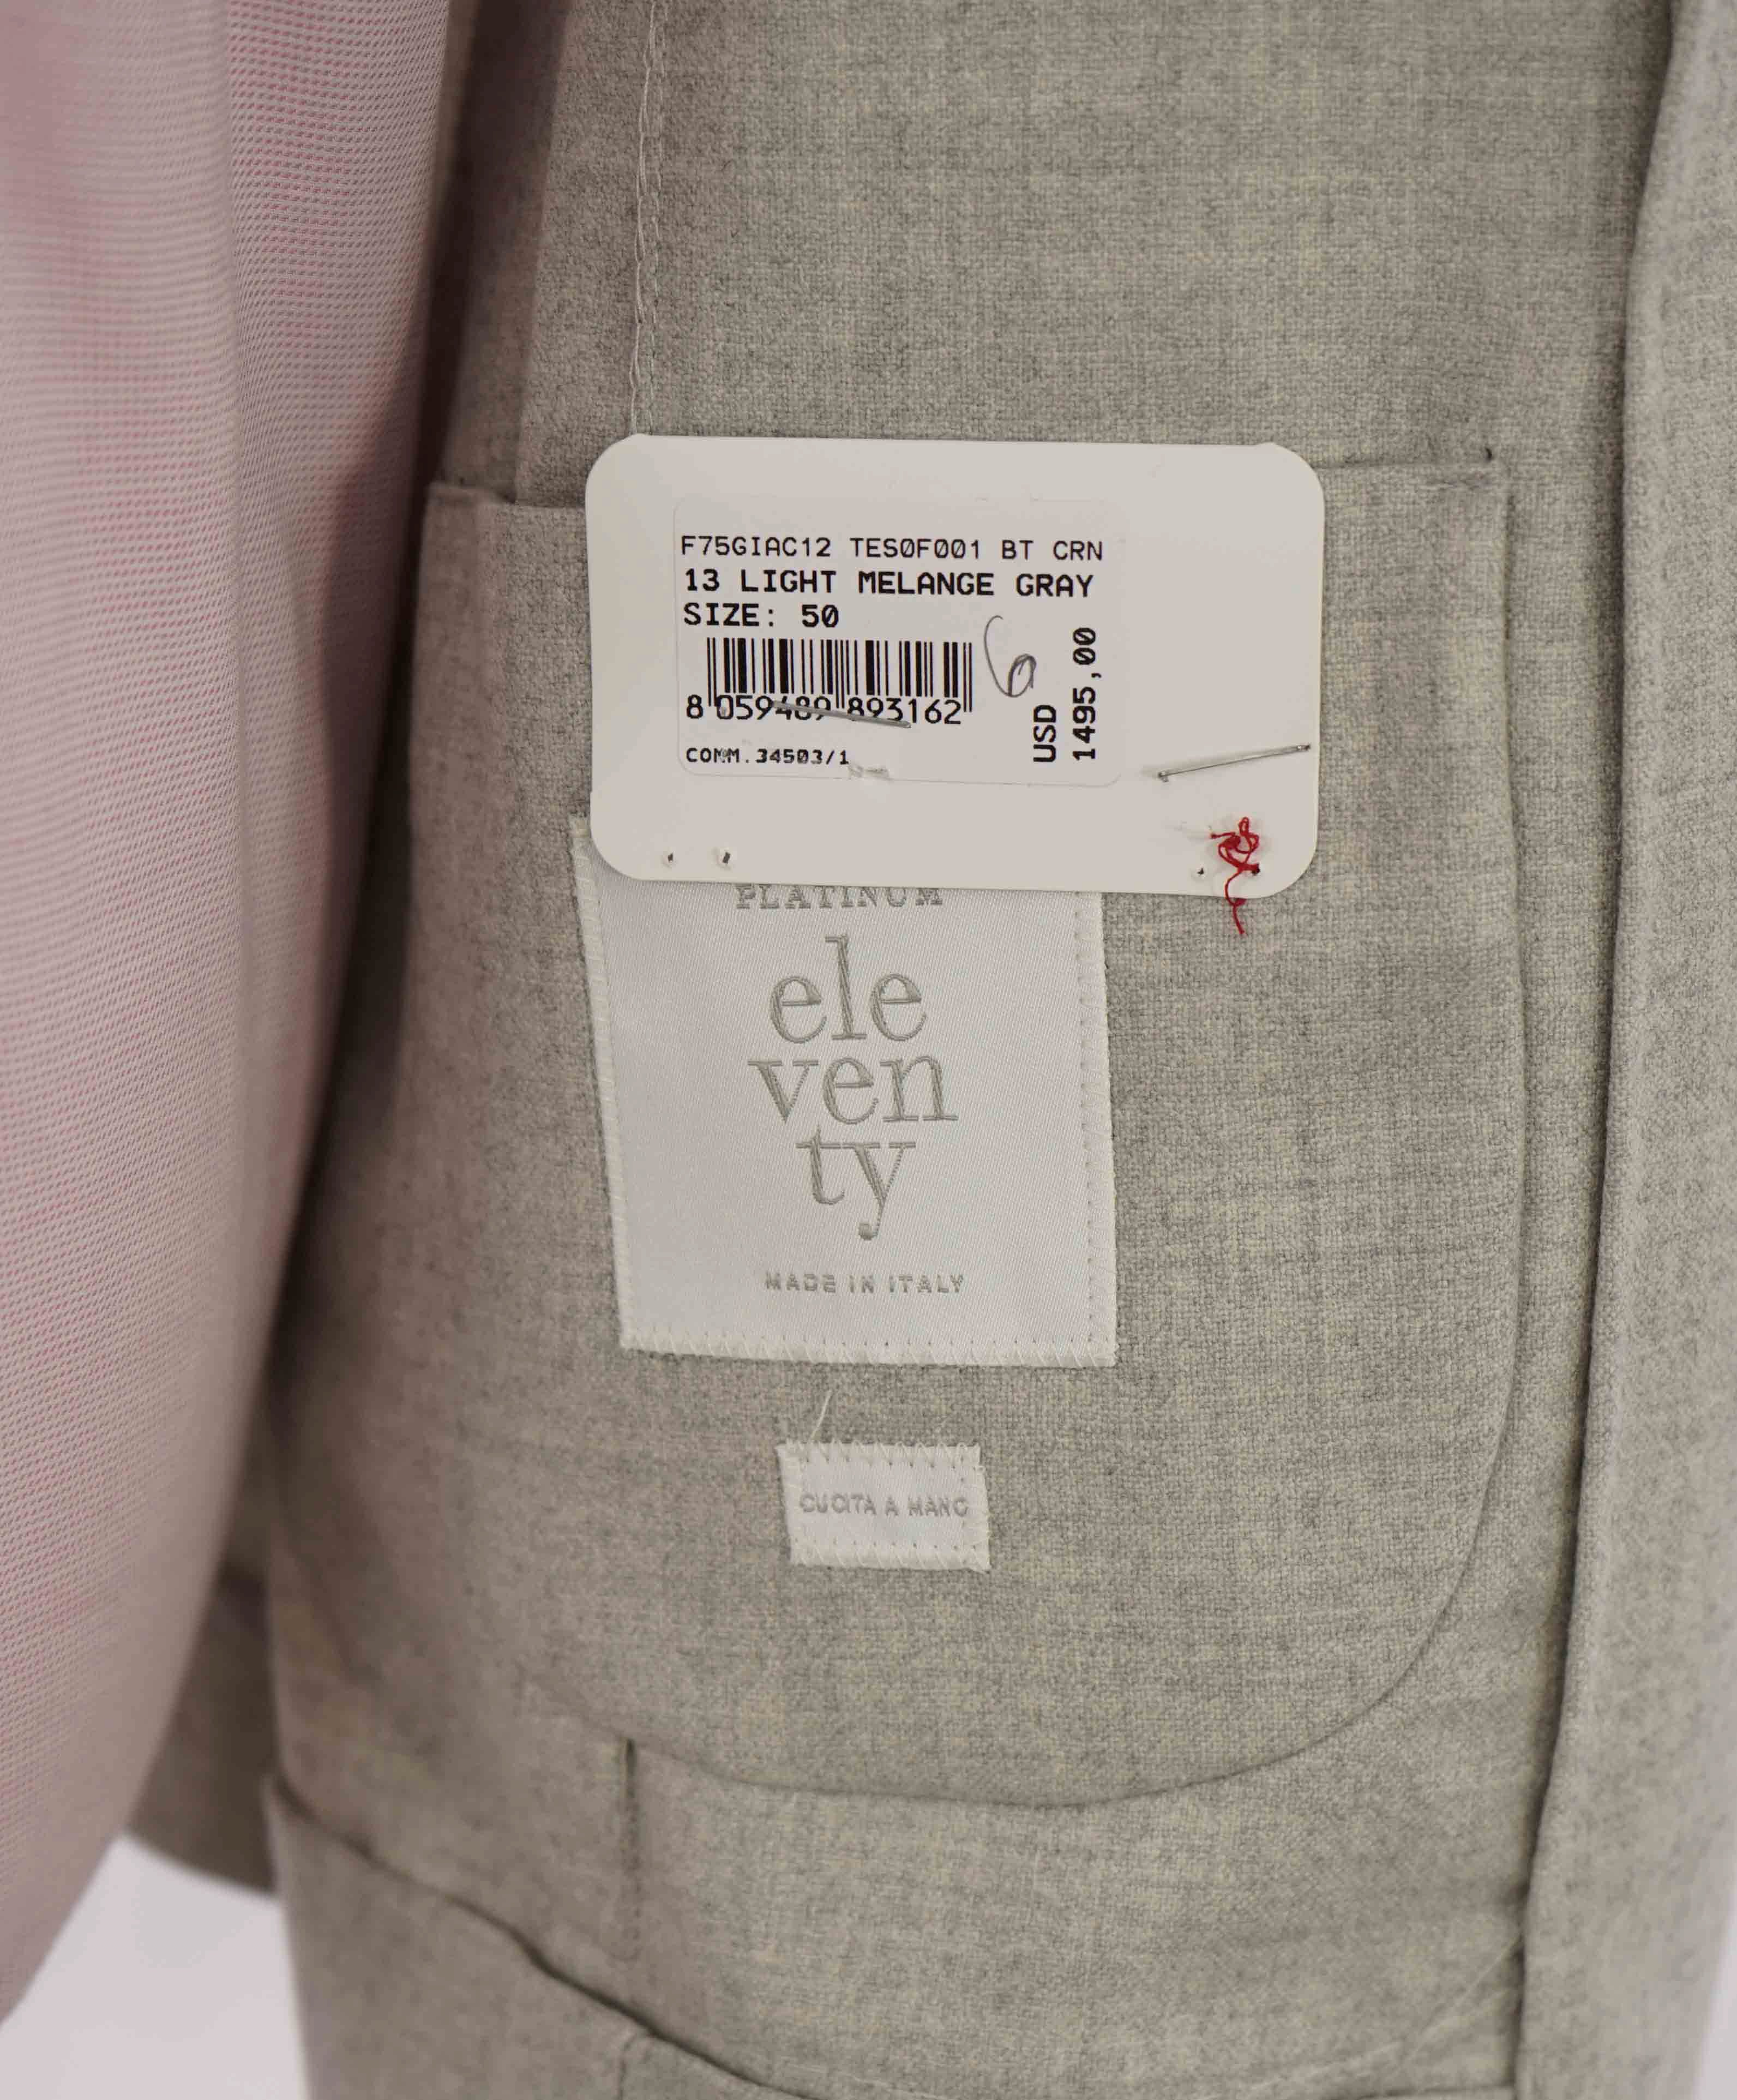 F75GIAC12 TES0F001 BT CRN
13 LIGHT MELANGE GRAY
SIZE: 50
6
8 059489 893162
USD
1495,00
COMM.34503/1
PLATINUM
ele
ven
ty
MADE IN ITALY
CUCITA A MANO